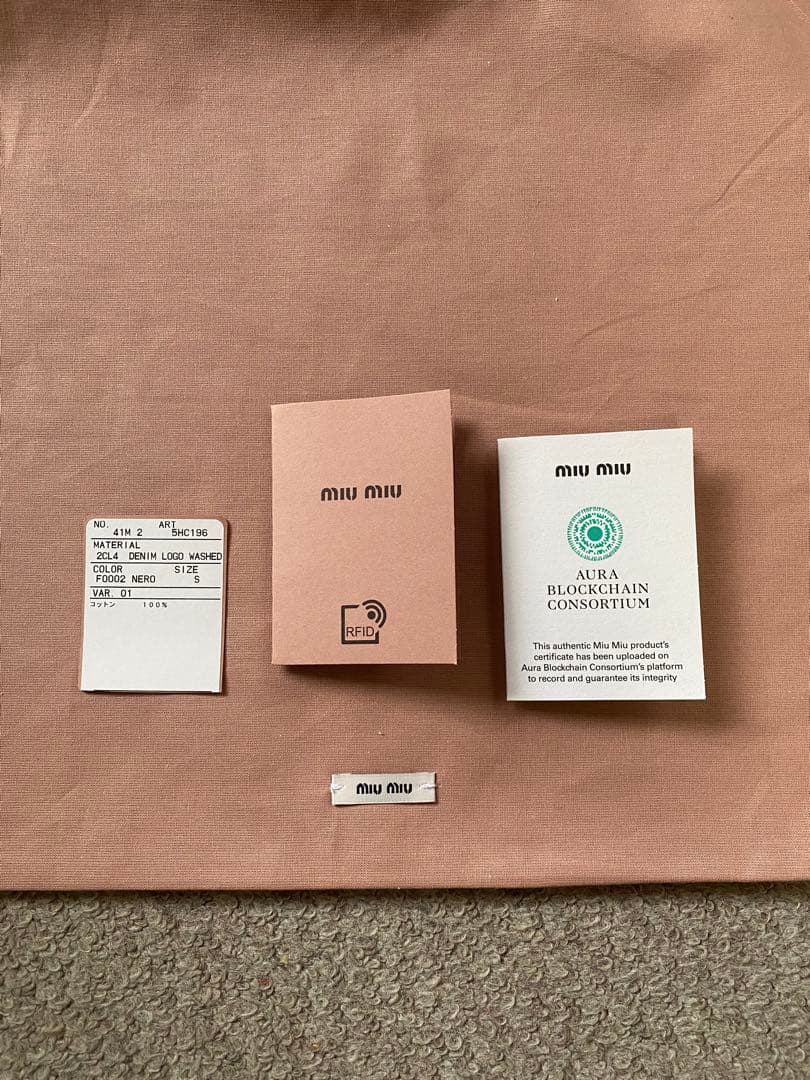 NO. ART
41M 2 5HC196
MATERIAL
2CL4 DENIM LOGO WASHED
COLOR SIZE
F0002 NERO S
VAR. 01
コットン 100%
miu miu
RFID
miu miu
AURA
BLOCKCHAIN
CONSORTIUM
This authentic Miu Miu product's
certificate has been uploaded on
Aura Blockchain Consortium's platform
to record and guarantee its integrity
miu miu